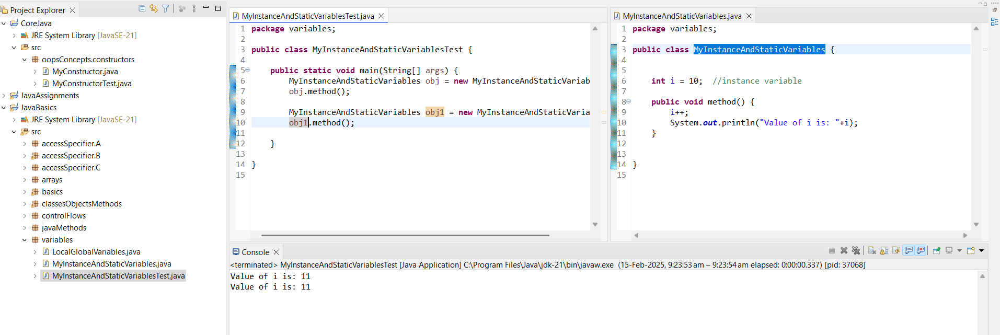 Project Explorer
CoreJava
JRE System Library [JavaSE-21]
src
oopsConcepts.constructors
MyConstructor.java
MyConstructorTest.java
JavaAssignments
JavaBasics
JRE System Library [JavaSE-21]
src
accessSpecifier.A
accessSpecifier.B
accessSpecifier.C
arrays
basics
classesObjectsMethods
controlFlows
javaMethods
variables
LocalGlobalVariables.java
MyInstanceAndStaticVariables.java
MyInstanceAndStaticVariablesTest.java
MyInstanceAndStaticVariablesTest.java
1 package variables;
2
3 public class MyInstanceAndStaticVariablesTest {
4
5 public static void main(String[] args) {
6 MyInstanceAndStaticVariables obj = new MyInstanceAndStaticVariab
7 obj.method();
8
9 MyInstanceAndStaticVariables obj1 = new MyInstanceAndStaticVaria
10 obj1.method();
11
12 }
13
14 }
15
MyInstanceAndStaticVariables.java
1 package variables;
2
3 public class MyInstanceAndStaticVariables {
4
5
6 int i = 10; //instance variable
7
8 public void method() {
9 i++;
10 System.out.println("Value of i is: "+i);
11 }
12
13
14 }
15
Console
<terminated> MyInstanceAndStaticVariablesTest [Java Application] C:\Program Files\Java\jdk-21\bin\javaw.exe (15-Feb-2025, 9:23:53 am – 9:23:54 am elapsed: 0:00:00.337) [pid: 37068]
Value of i is: 11
Value of i is: 11